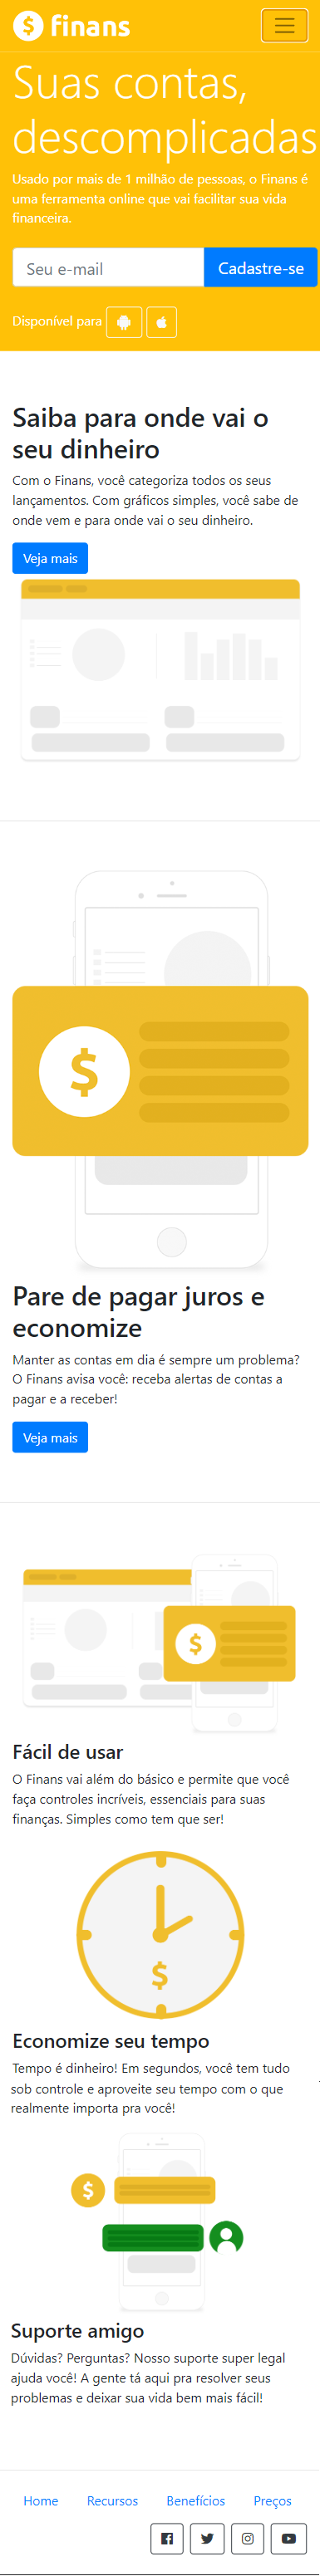 finans
Suas contas,
descomplicadas
Usado por mais de 1 milhão de pessoas, o Finans é
uma ferramenta online que vai facilitar sua vida
financeira.
Seu e-mail Cadastre-se
Disponível para
Saiba para onde vai o
seu dinheiro
Com o Finans, você categoriza todos os seus
lançamentos. Com gráficos simples, você sabe de
onde vem e para onde vai o seu dinheiro.
Veja mais
$
Pare de pagar juros e
economize
Manter as contas em dia é sempre um problema?
O Finans avisa você: receba alertas de contas a
pagar e a receber!
Veja mais
$
Fácil de usar
O Finans vai além do básico e permite que você
faça controles incríveis, essenciais para suas
finanças. Simples como tem que ser!
$
Economize seu tempo
Tempo é dinheiro! Em segundos, você tem tudo
sob controle e aproveite seu tempo com o que
realmente importa pra você!
$
Suporte amigo
Dúvidas? Perguntas? Nosso suporte super legal
ajuda você! A gente tá aqui pra resolver seus
problemas e deixar sua vida bem mais fácil!
Home Recursos Benefícios Preços